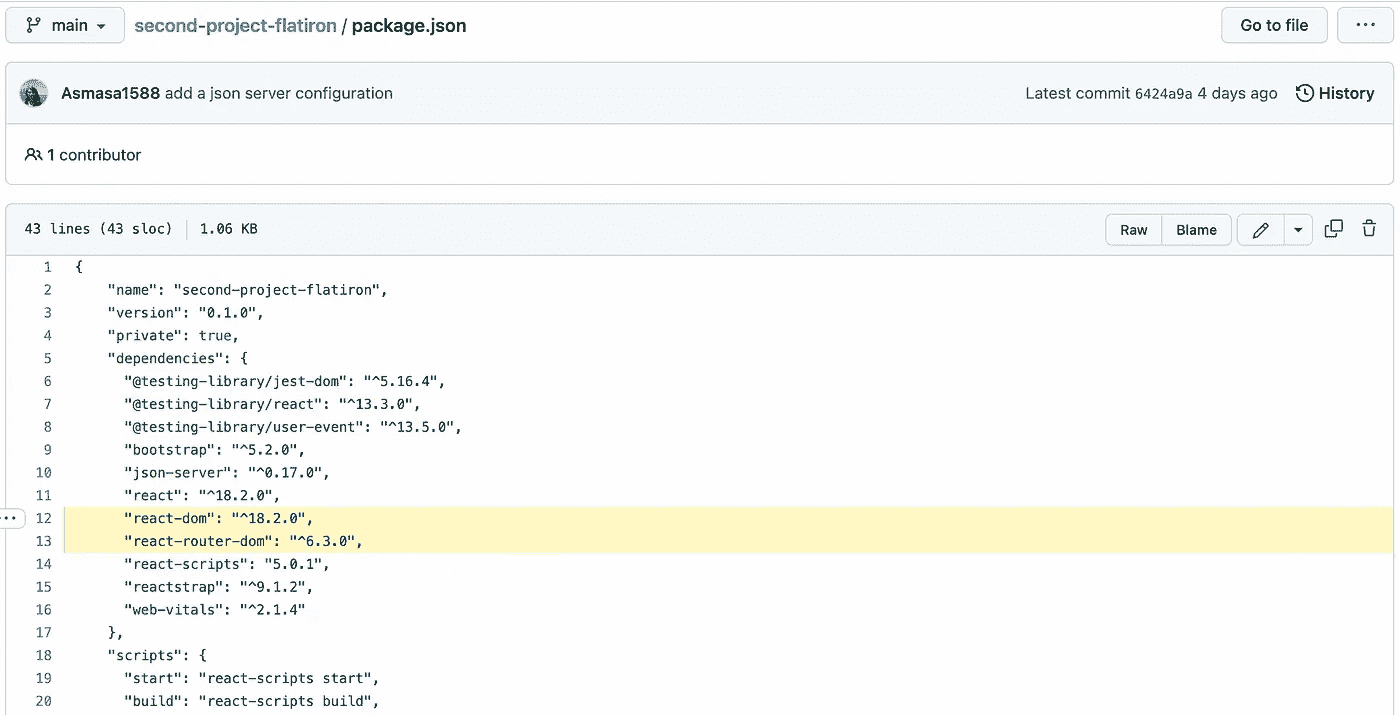 main second-project-flatiron / package.json Go to file ...
Asmasa1588 add a json server configuration Latest commit 6424a9a 4 days ago History
1 contributor
43 lines (43 sloc) 1.06 KB Raw Blame
1 {
2 "name": "second-project-flatiron",
3 "version": "0.1.0",
4 "private": true,
5 "dependencies": {
6 "@testing-library/jest-dom": "^5.16.4",
7 "@testing-library/react": "^13.3.0",
8 "@testing-library/user-event": "^13.5.0",
9 "bootstrap": "^5.2.0",
10 "json-server": "^0.17.0",
11 "react": "^18.2.0",
12 "react-dom": "^18.2.0",
13 "react-router-dom": "^6.3.0",
14 "react-scripts": "5.0.1",
15 "reactstrap": "^9.1.2",
16 "web-vitals": "^2.1.4"
17 },
18 "scripts": {
19 "start": "react-scripts start",
20 "build": "react-scripts build",